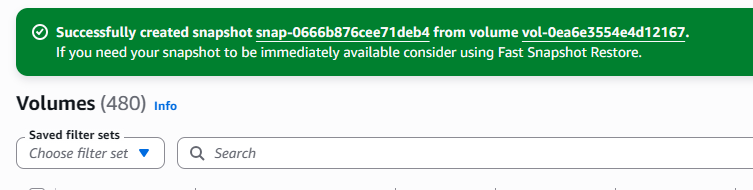 Successfully created snapshot snap-0666b876cee71deb4 from volume vol-0ea6e3554e4d12167.
If you need your snapshot to be immediately available consider using Fast Snapshot Restore.
Volumes (480) Info
Saved filter sets
Choose filter set
Search